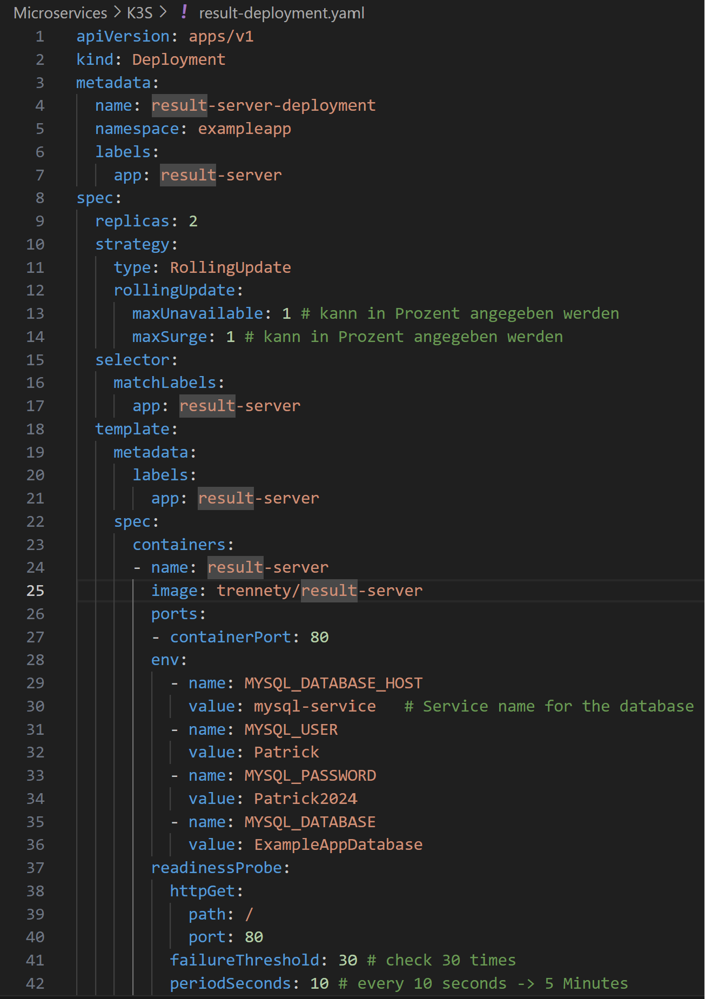 Microservices > K3S > ! result-deployment.yaml
1 apiVersion: apps/v1
2 kind: Deployment
3 metadata:
4   name: result-server-deployment
5   namespace: exampleapp
6   labels:
7     app: result-server
8 spec:
9   replicas: 2
10   strategy:
11     type: RollingUpdate
12     rollingUpdate:
13       maxUnavailable: 1 # kann in Prozent angegeben werden
14       maxSurge: 1 # kann in Prozent angegeben werden
15   selector:
16     matchLabels:
17       app: result-server
18   template:
19     metadata:
20       labels:
21         app: result-server
22     spec:
23       containers:
24       - name: result-server
25         image: trennety/result-server
26         ports:
27         - containerPort: 80
28         env:
29           - name: MYSQL_DATABASE_HOST
30             value: mysql-service   # Service name for the database
31           - name: MYSQL_USER
32             value: Patrick
33           - name: MYSQL_PASSWORD
34             value: Patrick2024
35           - name: MYSQL_DATABASE
36             value: ExampleAppDatabase
37         readinessProbe:
38           httpGet:
39             path: /
40             port: 80
41           failureThreshold: 30 # check 30 times
42           periodSeconds: 10 # every 10 seconds -> 5 Minutes